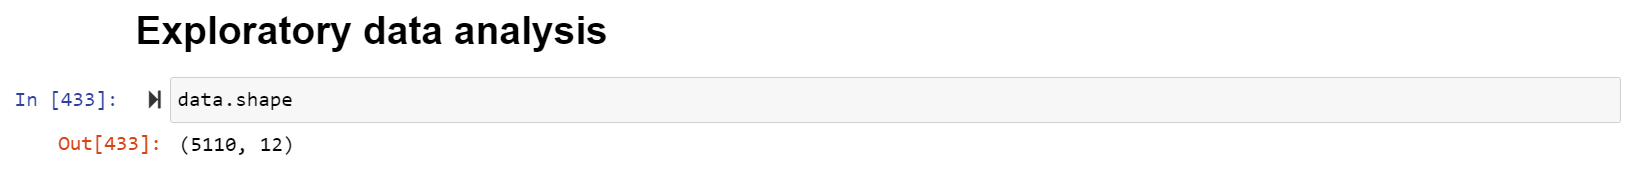 Exploratory data analysis
In [433]: data.shape
Out[433]: (5110, 12)